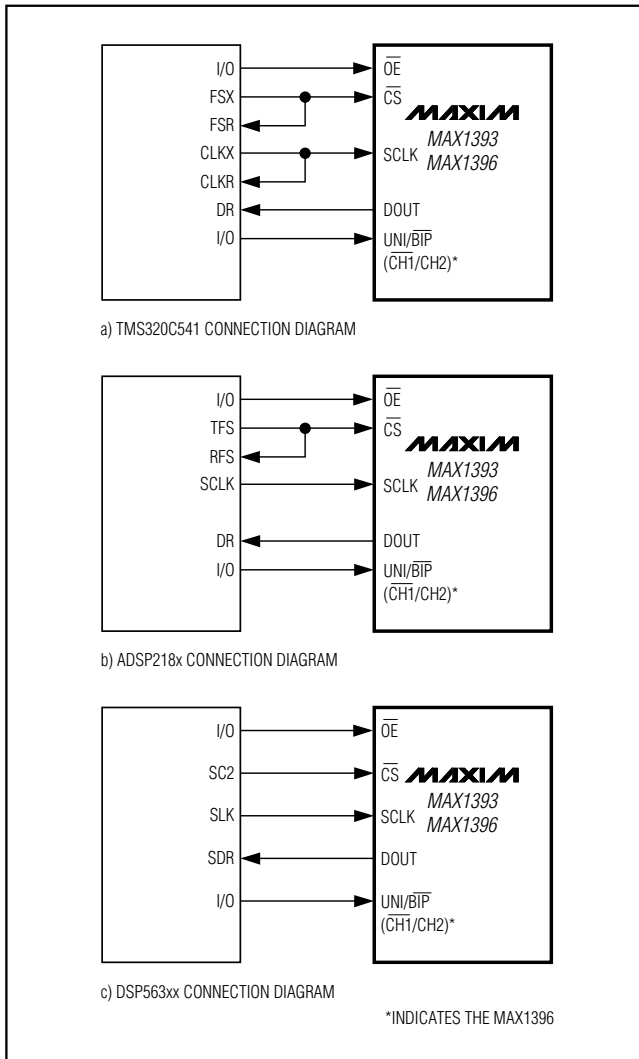 I/O OE
FSX CS
MAXIM
FSR MAX1393
CLKX SCLK MAX1396
CLKR
DR DOUT
I/O UNI/BIP
(CH1/CH2)*
a) TMS320C541 CONNECTION DIAGRAM
I/O OE
TFS CS
MAXIM
RFS MAX1393
SCLK SCLK MAX1396
DR DOUT
I/O UNI/BIP
(CH1/CH2)*
b) ADSP218x CONNECTION DIAGRAM
I/O OE
SC2 CS MAXIM
MAX1393
SLK SCLK MAX1396
SDR DOUT
I/O UNI/BIP
(CH1/CH2)*
c) DSP563xx CONNECTION DIAGRAM
*INDICATES THE MAX1396